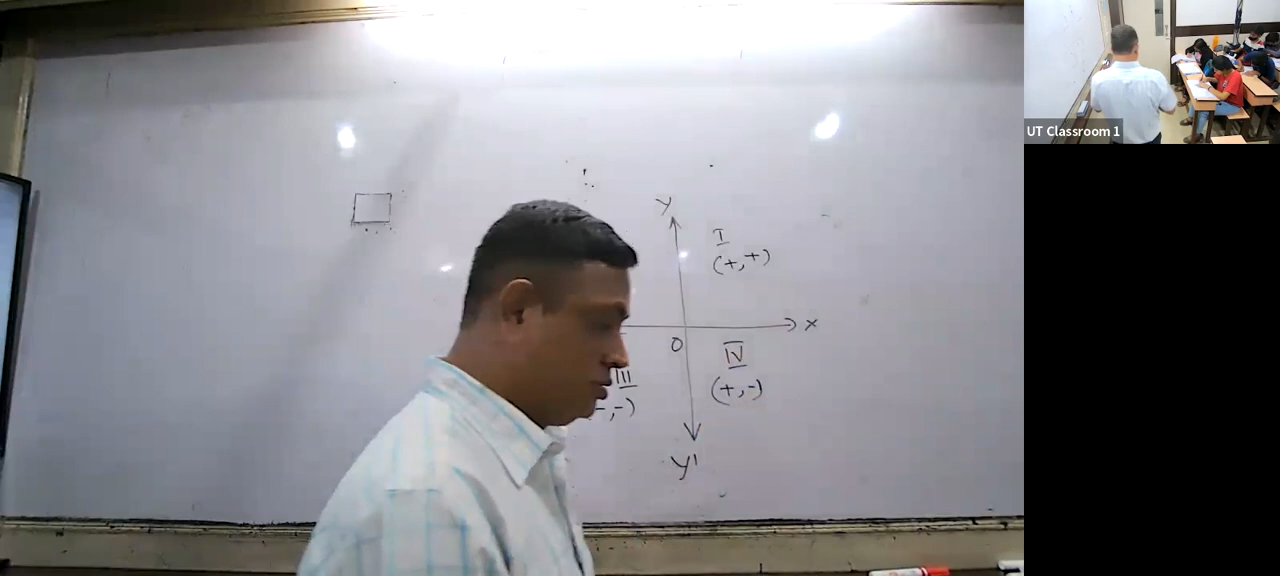 y
I
(+,+)
x
O
IV
III
(+,-)
-,-)
y'
UT Classroom 1